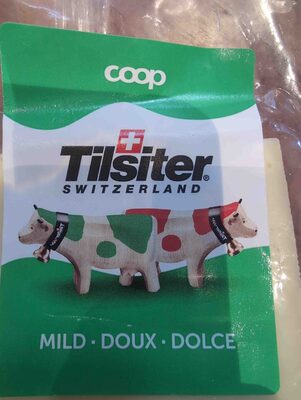 coop
Tilsiter®
SWITZERLAND
MILD · DOUX · DOLCE